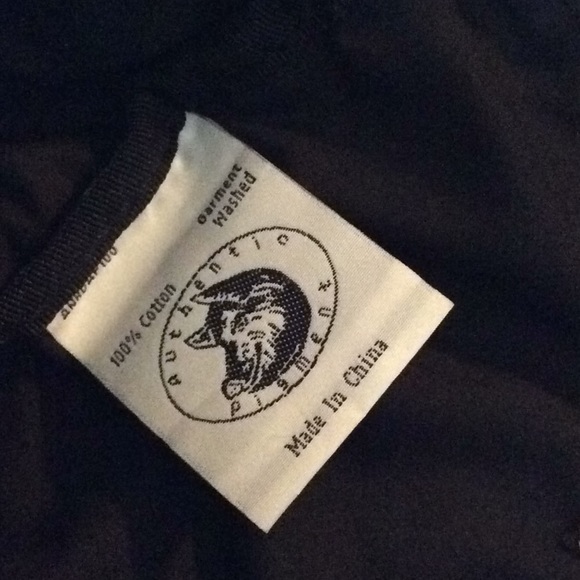 Garment
Washed
100% Cotton
Authentic
pigment
Made In China